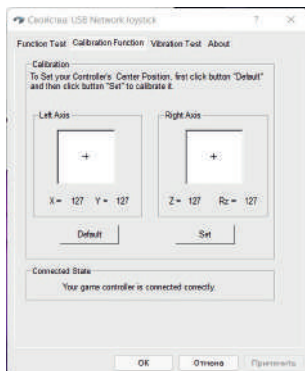 Свойства: USB Network Joystick
Function Test Calibration Function Vibration Test About
Calibration
To Set your Controller's Center Position, first click button "Default"
and then click button "Set" to calibrate it.
Left Axis Right Axis
X = 127 Y = 127 Z = 127 Rz = 127
Default Set
Connected State
Your game controller is connected correctly.
OK Отмена Применить